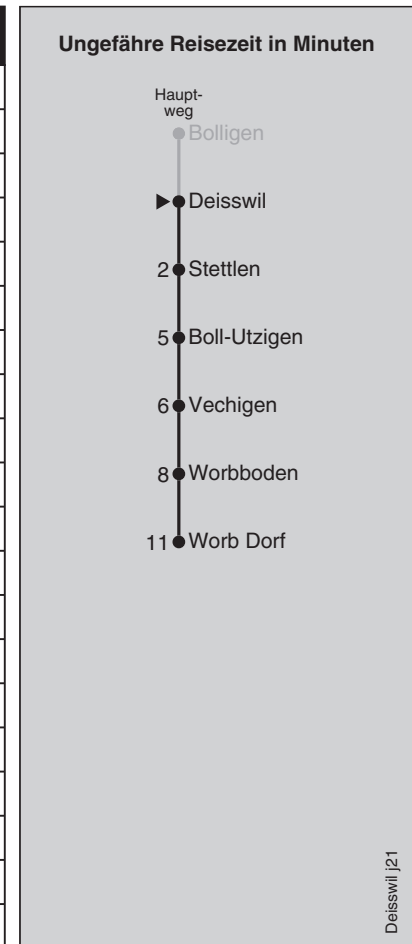 Ungefähre Reisezeit in Minuten
Haupt-
weg
Bolligen
Deisswil
2 Stettlen
5 Boll-Utzigen
6 Vechigen
8 Worbboden
11 Worb Dorf
Deisswil j21